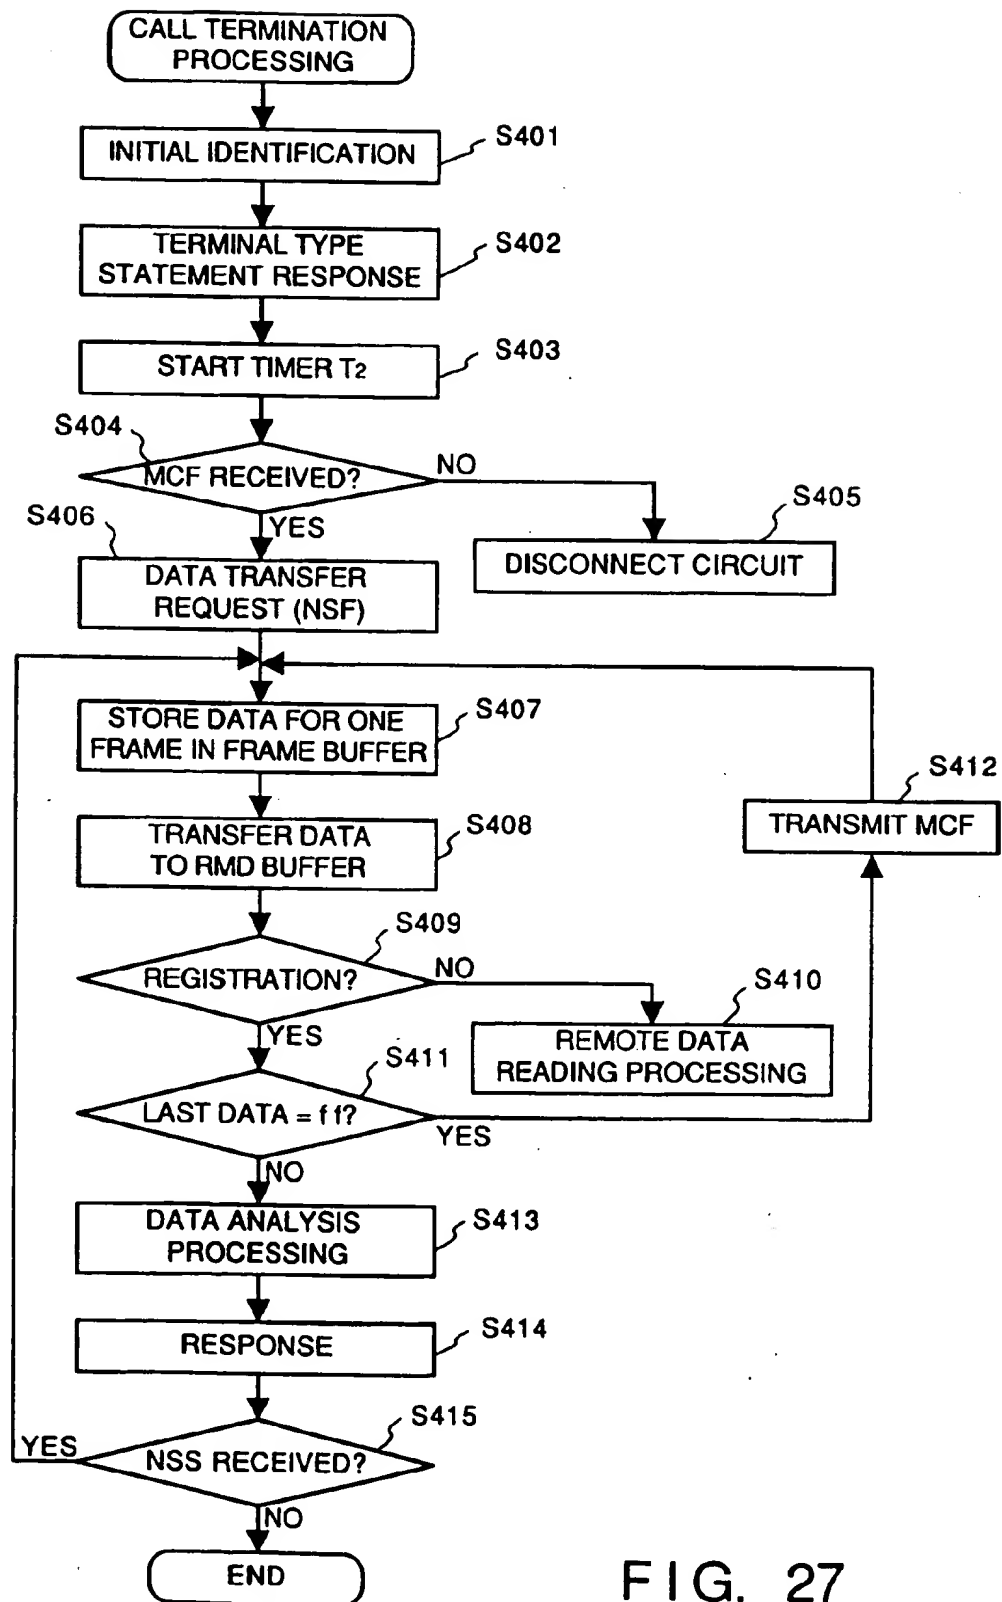 CALL TERMINATION
PROCESSING
S401
INITIAL IDENTIFICATION
S402
TERMINAL TYPE
STATEMENT RESPONSE
S403
START TIMER T2
S404
MCF RECEIVED?
NO
S405
DISCONNECT CIRCUIT
YES
S406
DATA TRANSFER
REQUEST (NSF)
S407
STORE DATA FOR ONE
FRAME IN FRAME BUFFER
S412
TRANSMIT MCF
S408
TRANSFER DATA
TO RMD BUFFER
S409
REGISTRATION?
NO
S410
REMOTE DATA
READING PROCESSING
YES
S411
LAST DATA = f f?
YES
NO
S413
DATA ANALYSIS
PROCESSING
S414
RESPONSE
S415
NSS RECEIVED?
YES
NO
END
FIG. 27